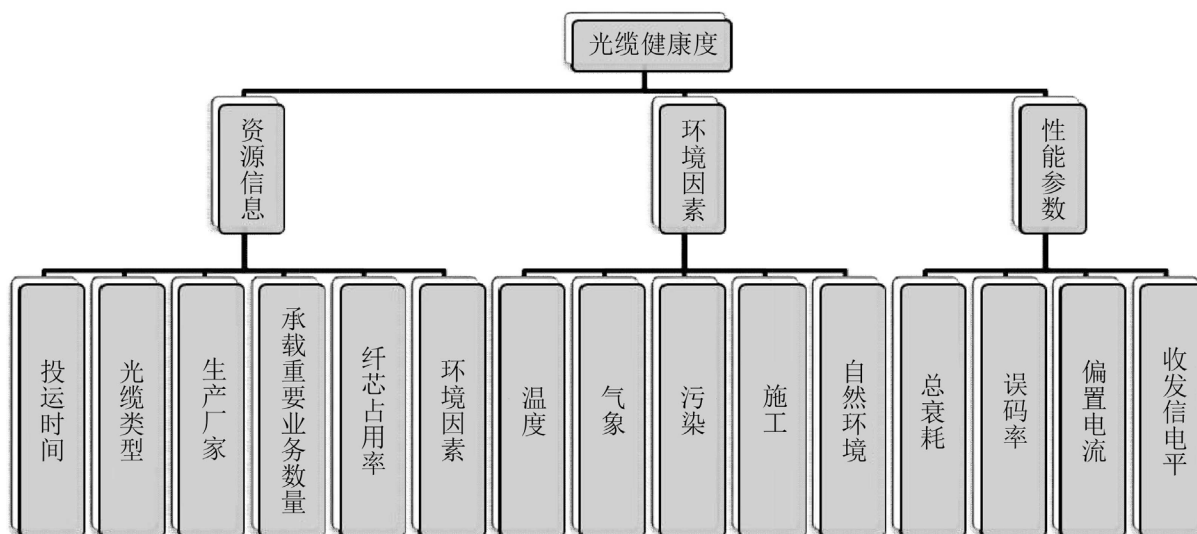 光缆健康度
资源信息
环境因素
性能参数
投运时间
光缆类型
生产厂家
承载重要业务数量
纤芯占用率
环境因素
温度
气象
污染
施工
自然环境
总衰耗
误码率
偏置电流
收发信电平